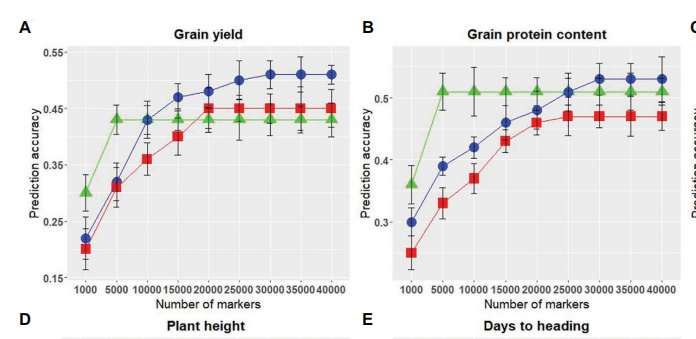 A
Grain yield
B
Grain protein content
C
0.55
0.45
0.35
0.25
0.15
Prediction accuracy
1000 5000 10000 15000 20000 25000 30000 35000 40000
Number of markers
0.5
0.4
0.3
Prediction accuracy
1000 5000 10000 15000 20000 25000 30000 35000 40000
Number of markers
Prediction accuracy
D
Plant height
E
Days to heading